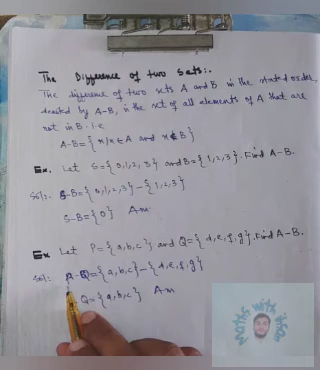 The Difference of two Sets:.
The difference of two sets A and B in the stated order
denoted by A-B, is the set of all elements of A that are
not in B. i.e
A-B={x/x∈A and x∉B}
Ex. Let S={0,1,2,3} and B={1,2,3}. Find A-B.
Sol:. S-B={0,1,2,3}-{1,2,3}
S-B={0} Ans
Ex Let P={a,b,c} and Q={d,e,f,g}, Find A-B.
Sol: A-Q={a,b,c}-{d,e,f,g}
Q={a,b,c} Ans
maths with